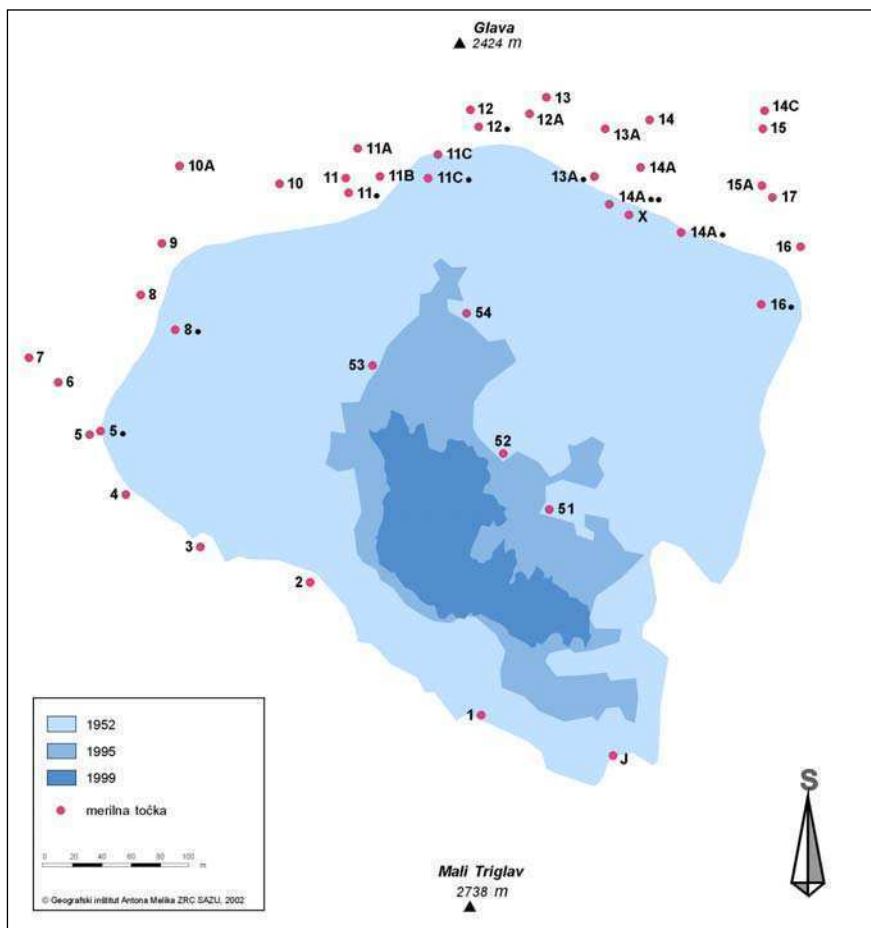 Glava
2424 m
13
12
12A
14
14C
12•
13A
15
11A
11C
10A
14A
11B
13A•
10
11
11C•
15A
11•
17
14A••
X
14A•
9
16
8
16•
54
8•
7
53
6
5
5•
52
4
51
3
2
1
J
1952
1995
1999
merilna točka
0 20 40 60 80 100
m
© Geografski inštitut Antona Melika ZRC SAZU, 2002
S
Mali Triglav
2738 m